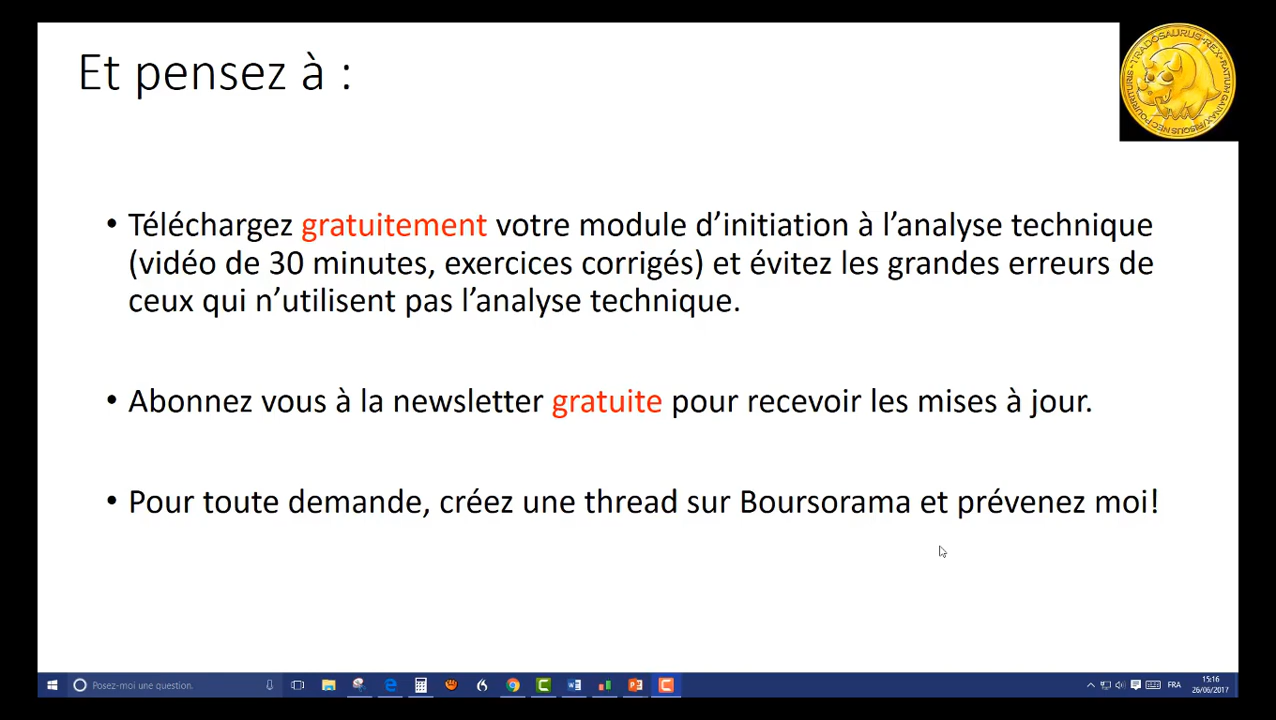 Et pensez à :
TRADOSAURUS-REX
• Téléchargez gratuitement votre module d’initiation à l’analyse technique
(vidéo de 30 minutes, exercices corrigés) et évitez les grandes erreurs de
ceux qui n’utilisent pas l’analyse technique.
• Abonnez vous à la newsletter gratuite pour recevoir les mises à jour.
• Pour toute demande, créez une thread sur Boursorama et prévenez moi!
Posez-moi une question.
FRA
15:16
26/06/2017